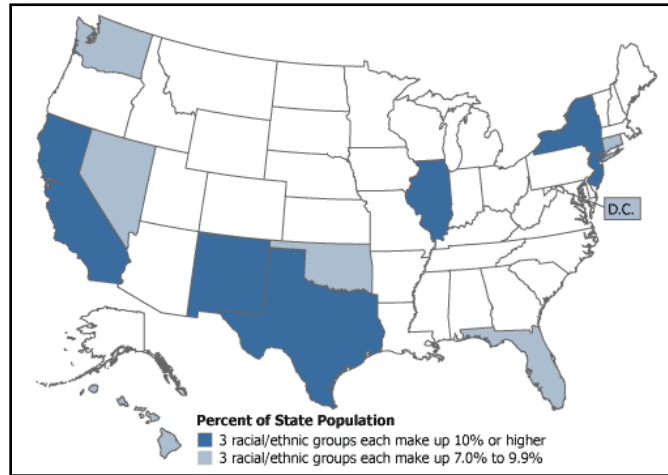 D.C.
Percent of State Population
3 racial/ethnic groups each make up 10% or higher
3 racial/ethnic groups each make up 7.0% to 9.9%